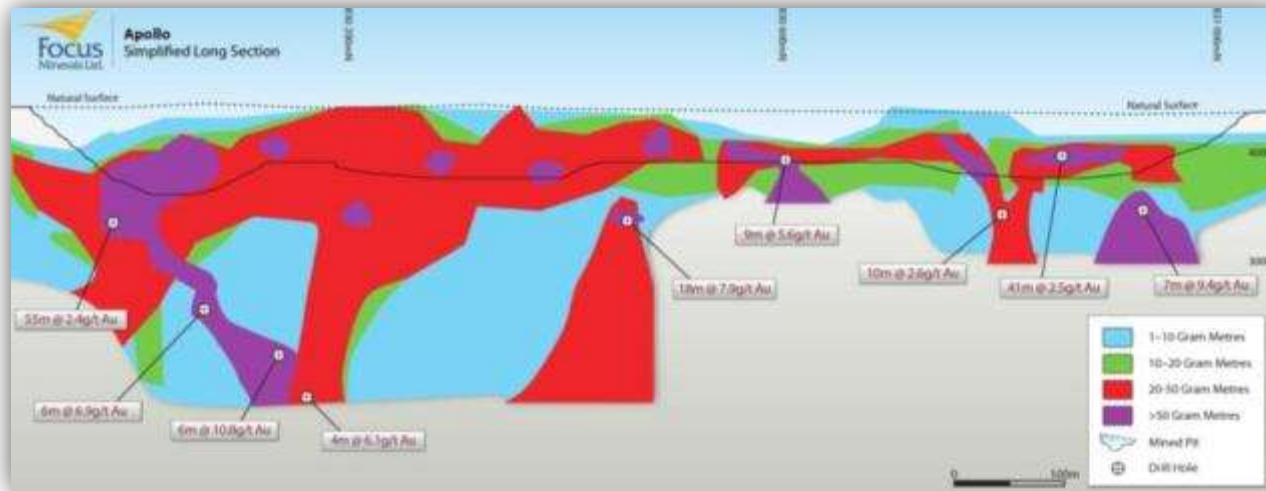 Focus
Minerals Ltd.
Apollo
Simplified Long Section
Natural Surface
Natural Surface
55m @ 2.4g/t Au
6m @ 6.9g/t Au
6m @ 10.8g/t Au
4m @ 6.1g/t Au
18m @ 7.9g/t Au
9m @ 5.6g/t Au
10m @ 2.6g/t Au
41m @ 2.5g/t Au
7m @ 9.4g/t Au
1–10 Gram Metres
10–20 Gram Metres
20-50 Gram Metres
>50 Gram Metres
Mined Pit
Drill Hole
0 100m